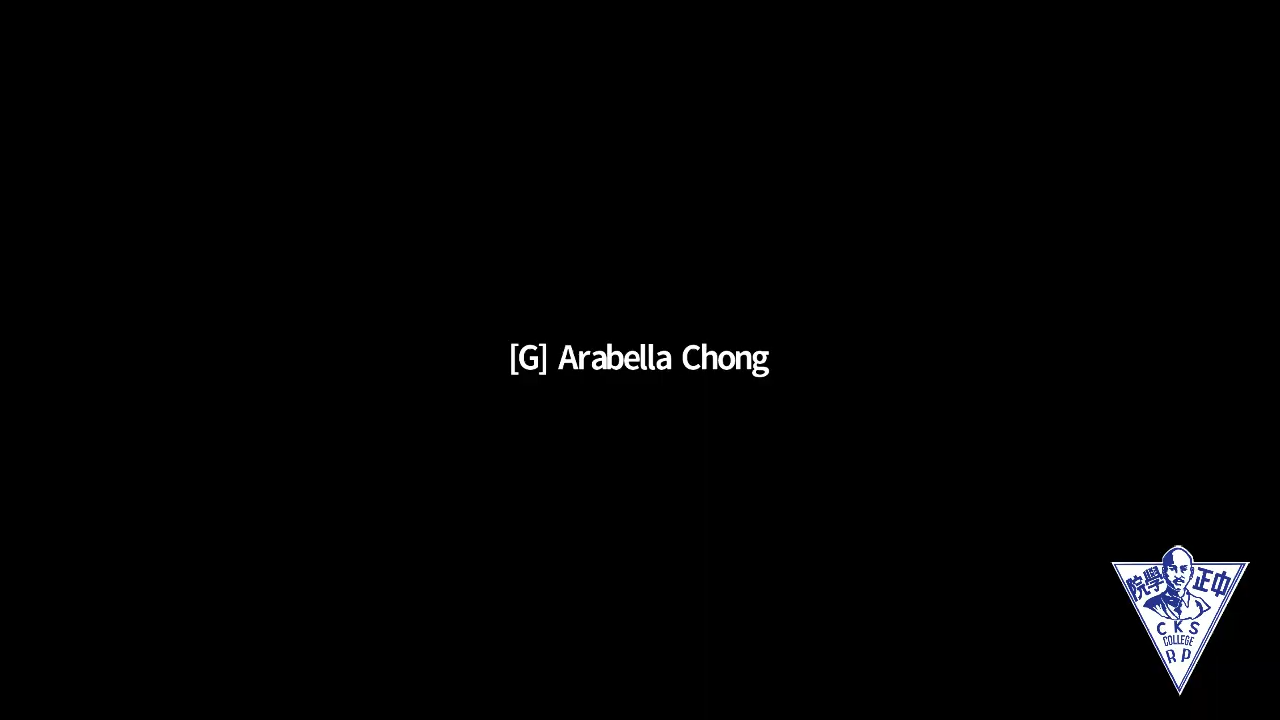 [G] Arabella Chong
院學 正中
CKS
COLLEGE
RP